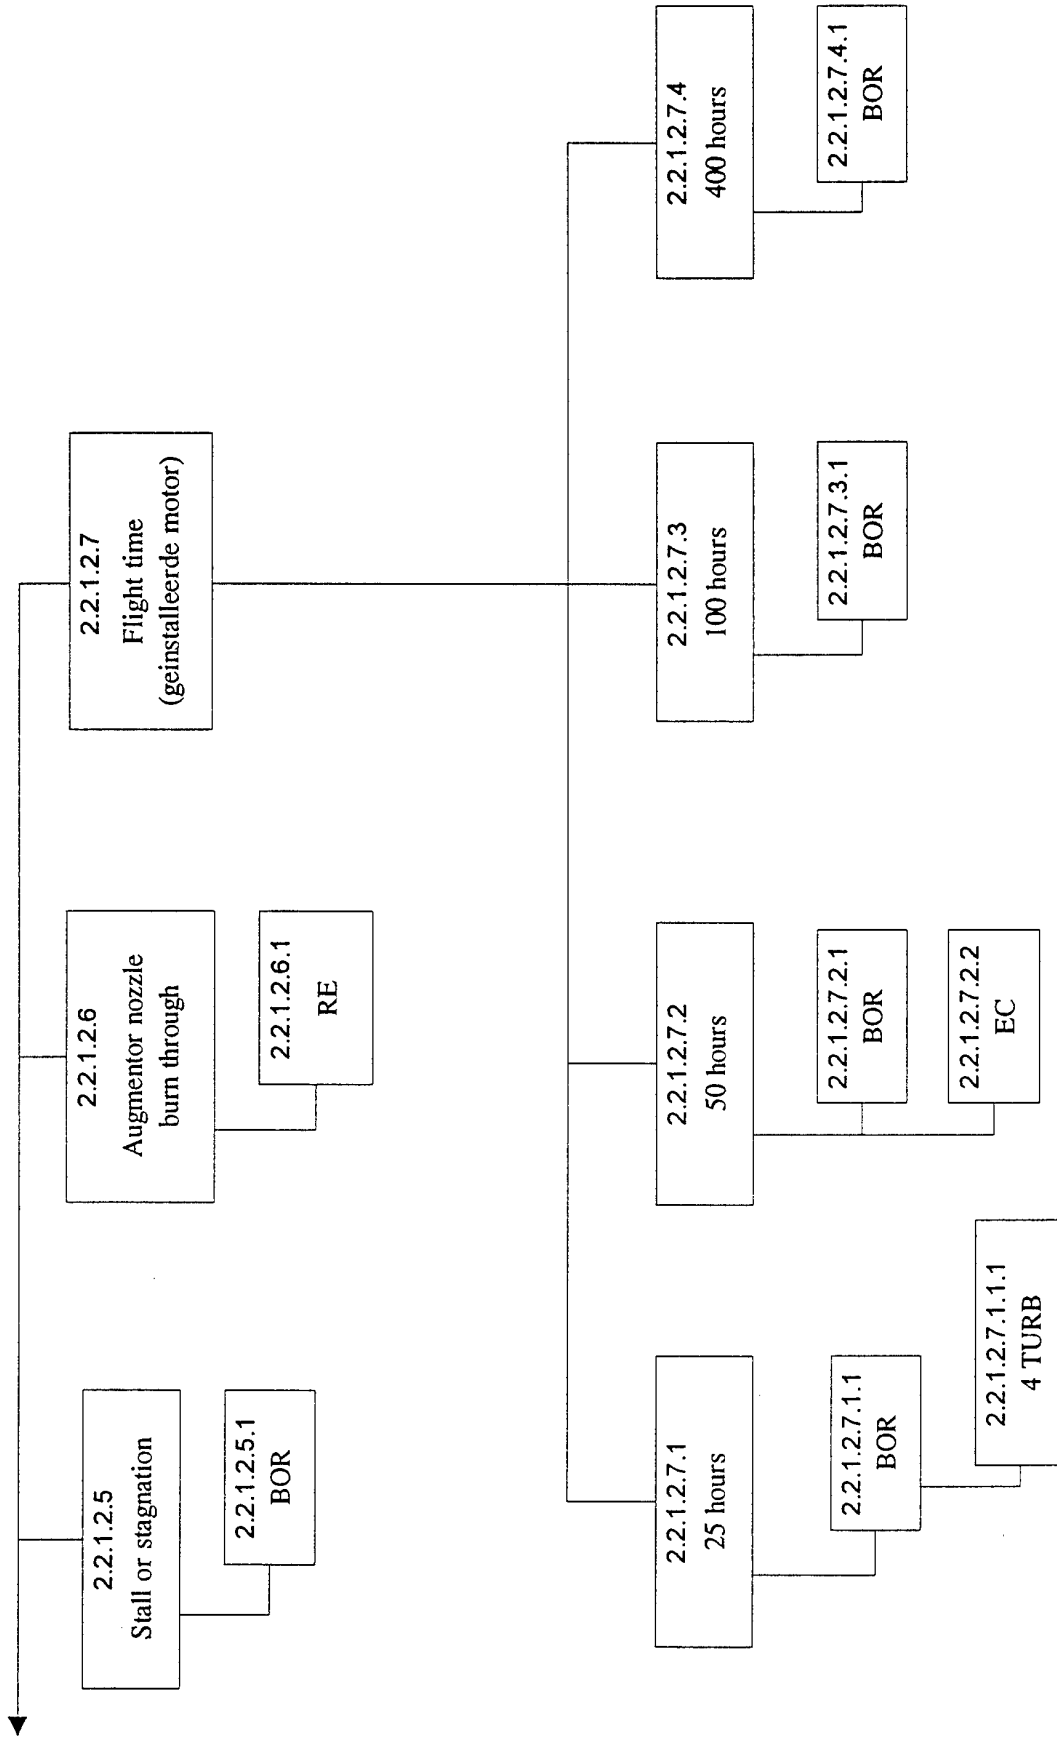 2.2.1.2.5
Stall or stagnation
2.2.1.2.5.1
BOR
2.2.1.2.6
Augmentor nozzle
burn through
2.2.1.2.6.1
RE
2.2.1.2.7
Flight time
(geinstalleerde motor)
2.2.1.2.7.1
25 hours
2.2.1.2.7.1.1
BOR
2.2.1.2.7.1.1.1
4 TURB
2.2.1.2.7.2
50 hours
2.2.1.2.7.2.1
BOR
2.2.1.2.7.2.2
EC
2.2.1.2.7.3
100 hours
2.2.1.2.7.3.1
BOR
2.2.1.2.7.4
400 hours
2.2.1.2.7.4.1
BOR